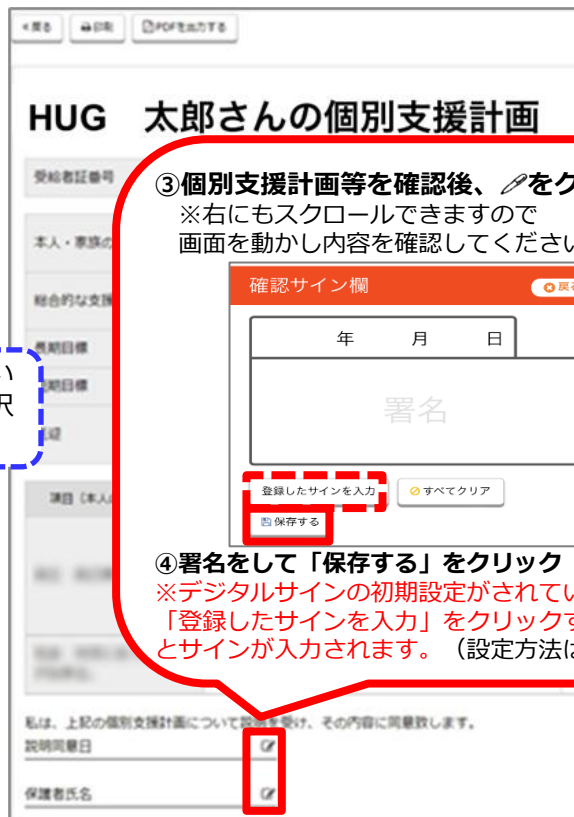 <戻る 印刷 PDFを出力する
HUG 太郎さんの個別支援計画
受給者証番号
本人・家族の
総合的な支援
長期目標
短期目標
送迎
い
沢
項目（本人
③個別支援計画等を確認後、をク
※右にもスクロールできますので
画面を動かし内容を確認してください
確認サイン欄
戻る
年 月 日
署名
登録したサインを入力 すべてクリア
保存する
④署名をして「保存する」をクリック
※デジタルサインの初期設定がされてい
「登録したサインを入力」をクリックす
とサインが入力されます。（設定方法は
私は、上記の個別支援計画について説明を受け、その内容に同意致します。
説明同意日
保護者氏名